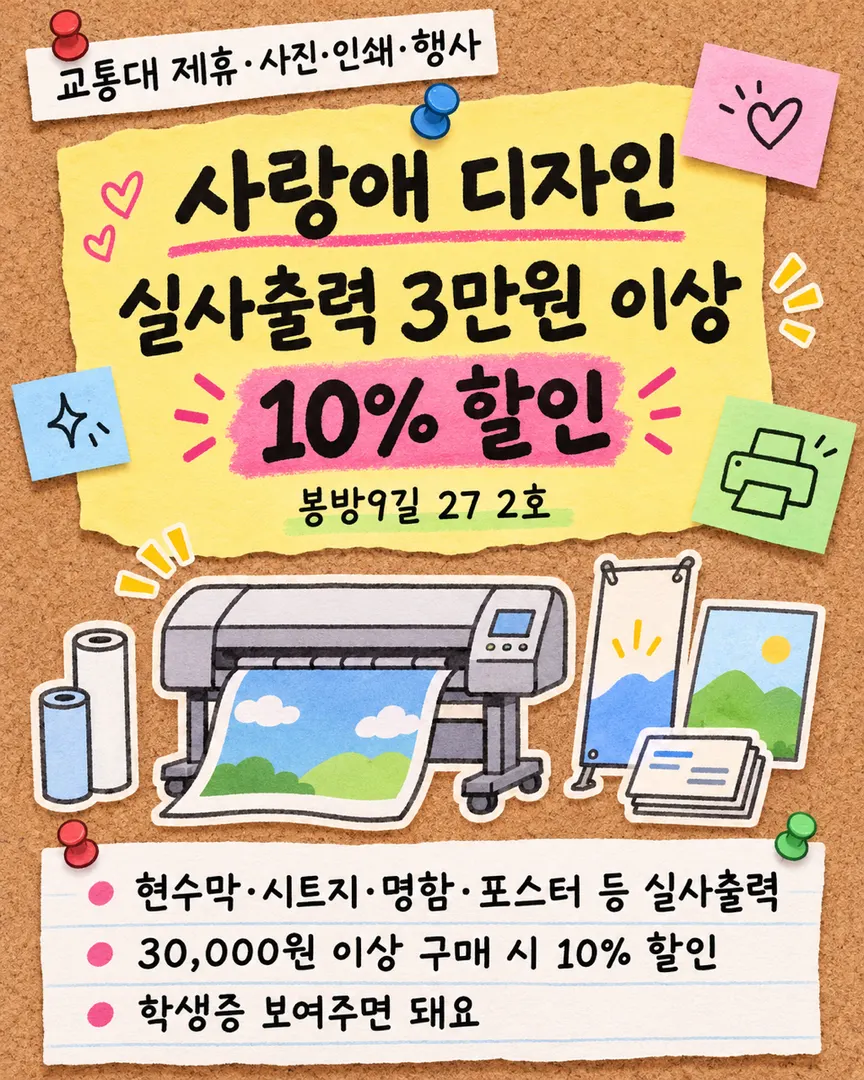 교통대 제휴·사진·인쇄·행사
사랑애 디자인
실사출력 3만원 이상
10% 할인
봉방9길 27 2호
현수막·시트지·명함·포스터 등 실사출력
30,000원 이상 구매 시 10% 할인
학생증 보여주면 돼요